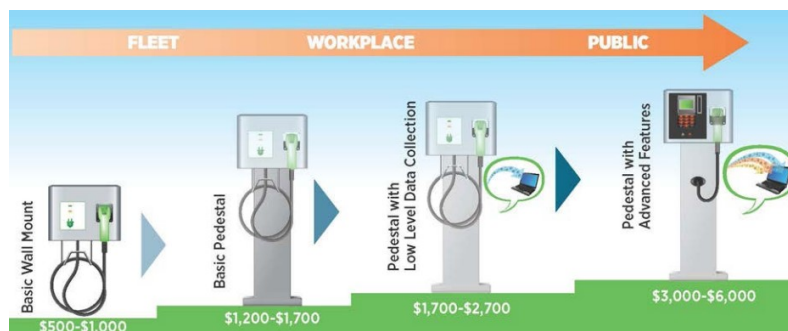 FLEET
WORKPLACE
PUBLIC
Basic Wall Mount
$500-$1,000
Basic Pedestal
$1,200-$1,700
Pedestal with
Low Level Data Collection
$1,700-$2,700
Pedestal with
Advanced Features
$3,000-$6,000